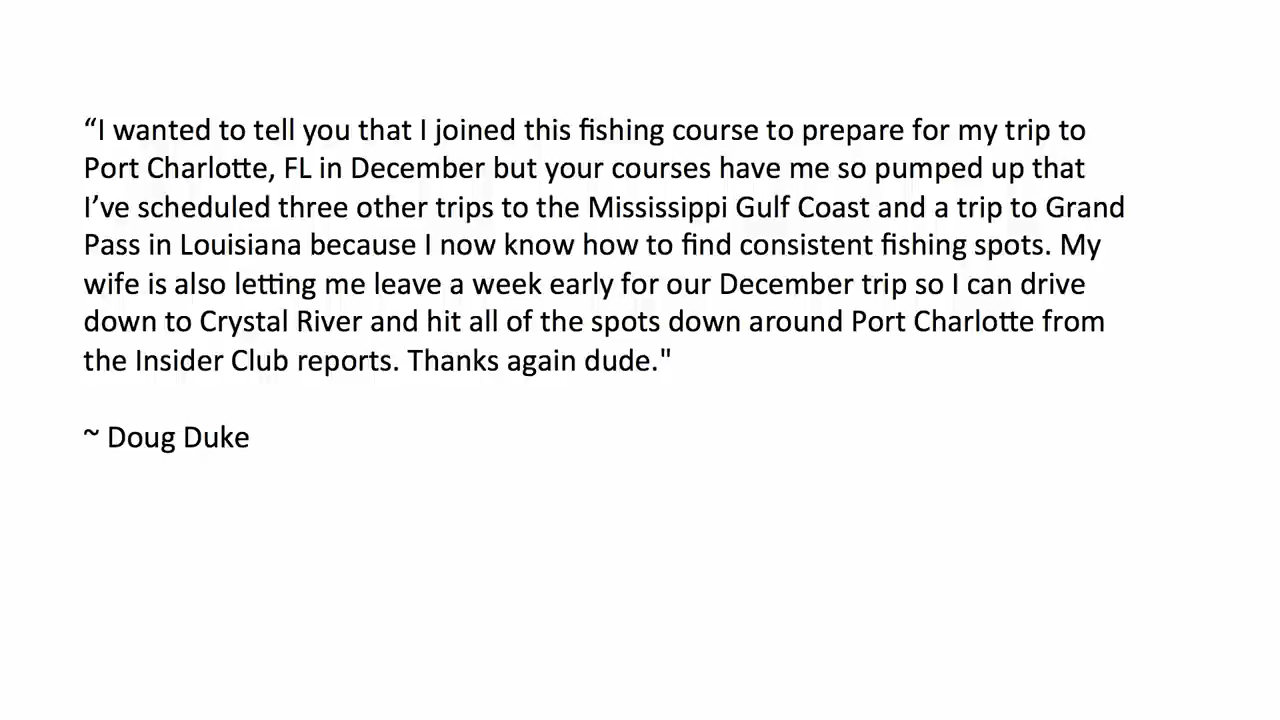 “I wanted to tell you that I joined this fishing course to prepare for my trip to
Port Charlotte, FL in December but your courses have me so pumped up that
I’ve scheduled three other trips to the Mississippi Gulf Coast and a trip to Grand
Pass in Louisiana because I now know how to find consistent fishing spots. My
wife is also letting me leave a week early for our December trip so I can drive
down to Crystal River and hit all of the spots down around Port Charlotte from
the Insider Club reports. Thanks again dude."
~ Doug Duke